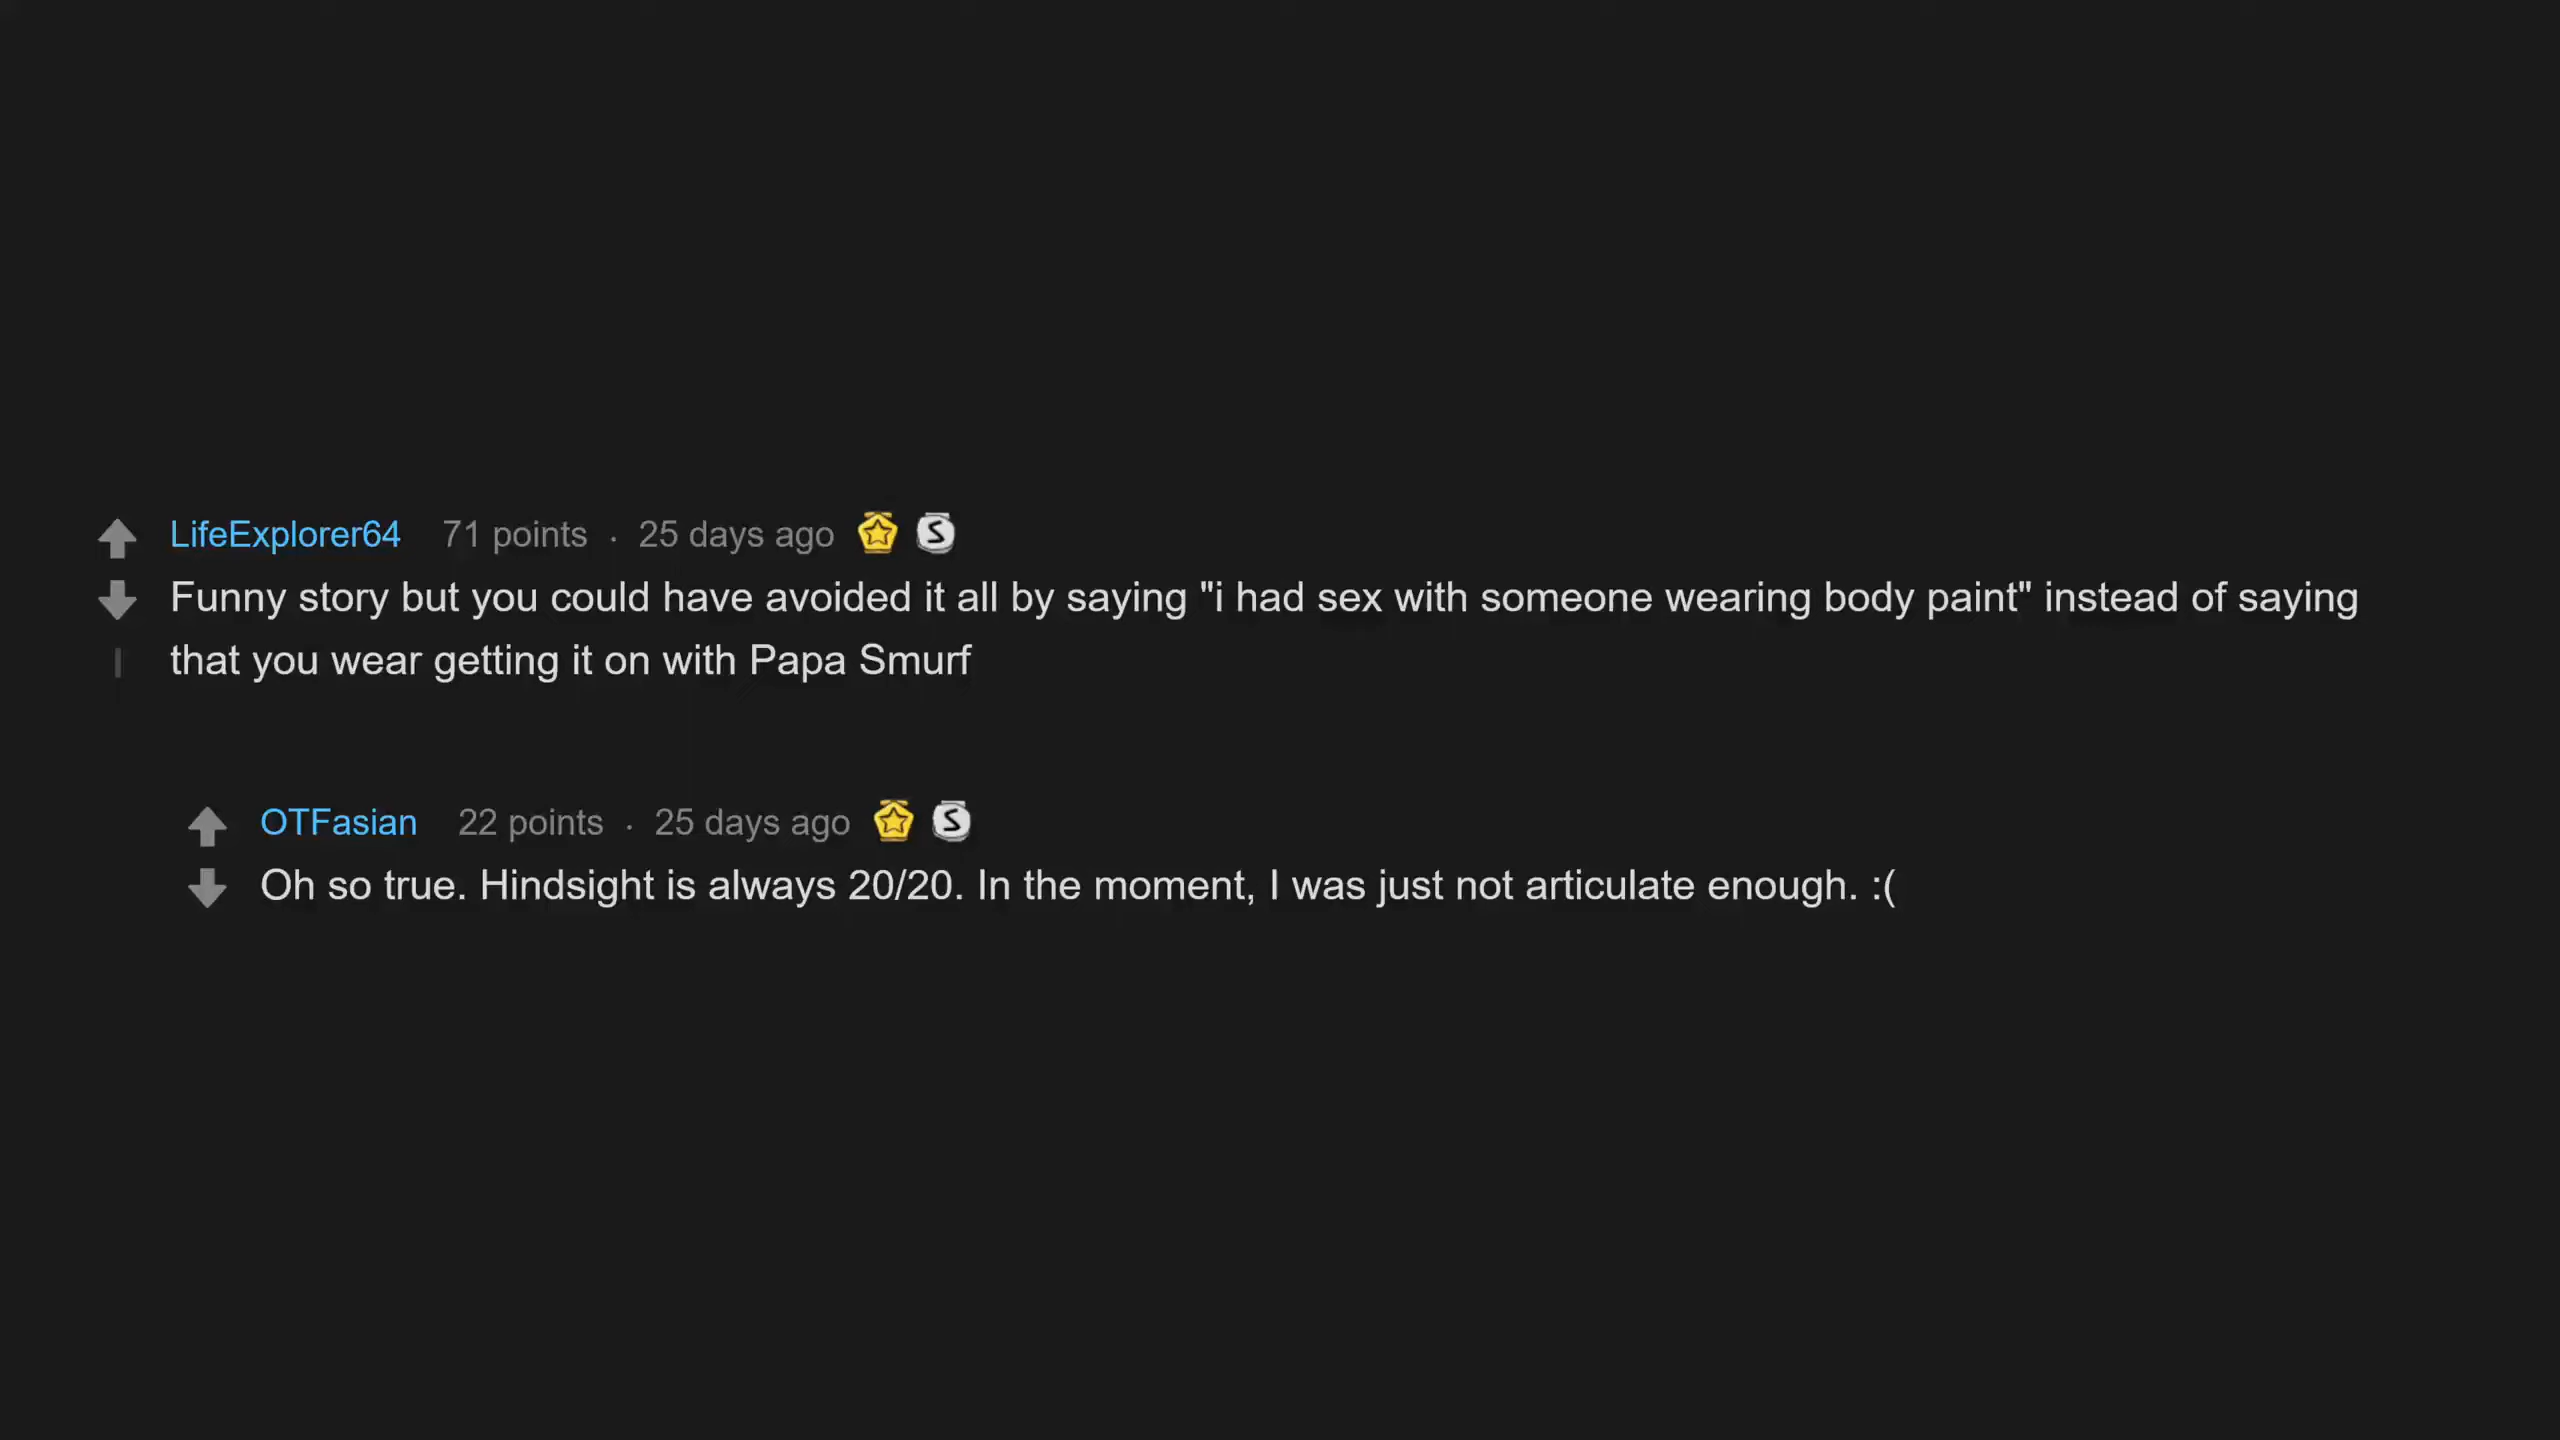 LifeExplorer64 71 points · 25 days ago
Funny story but you could have avoided it all by saying "i had sex with someone wearing body paint" instead of saying
that you wear getting it on with Papa Smurf
OTFasian 22 points · 25 days ago
Oh so true. Hindsight is always 20/20. In the moment, I was just not articulate enough. :(